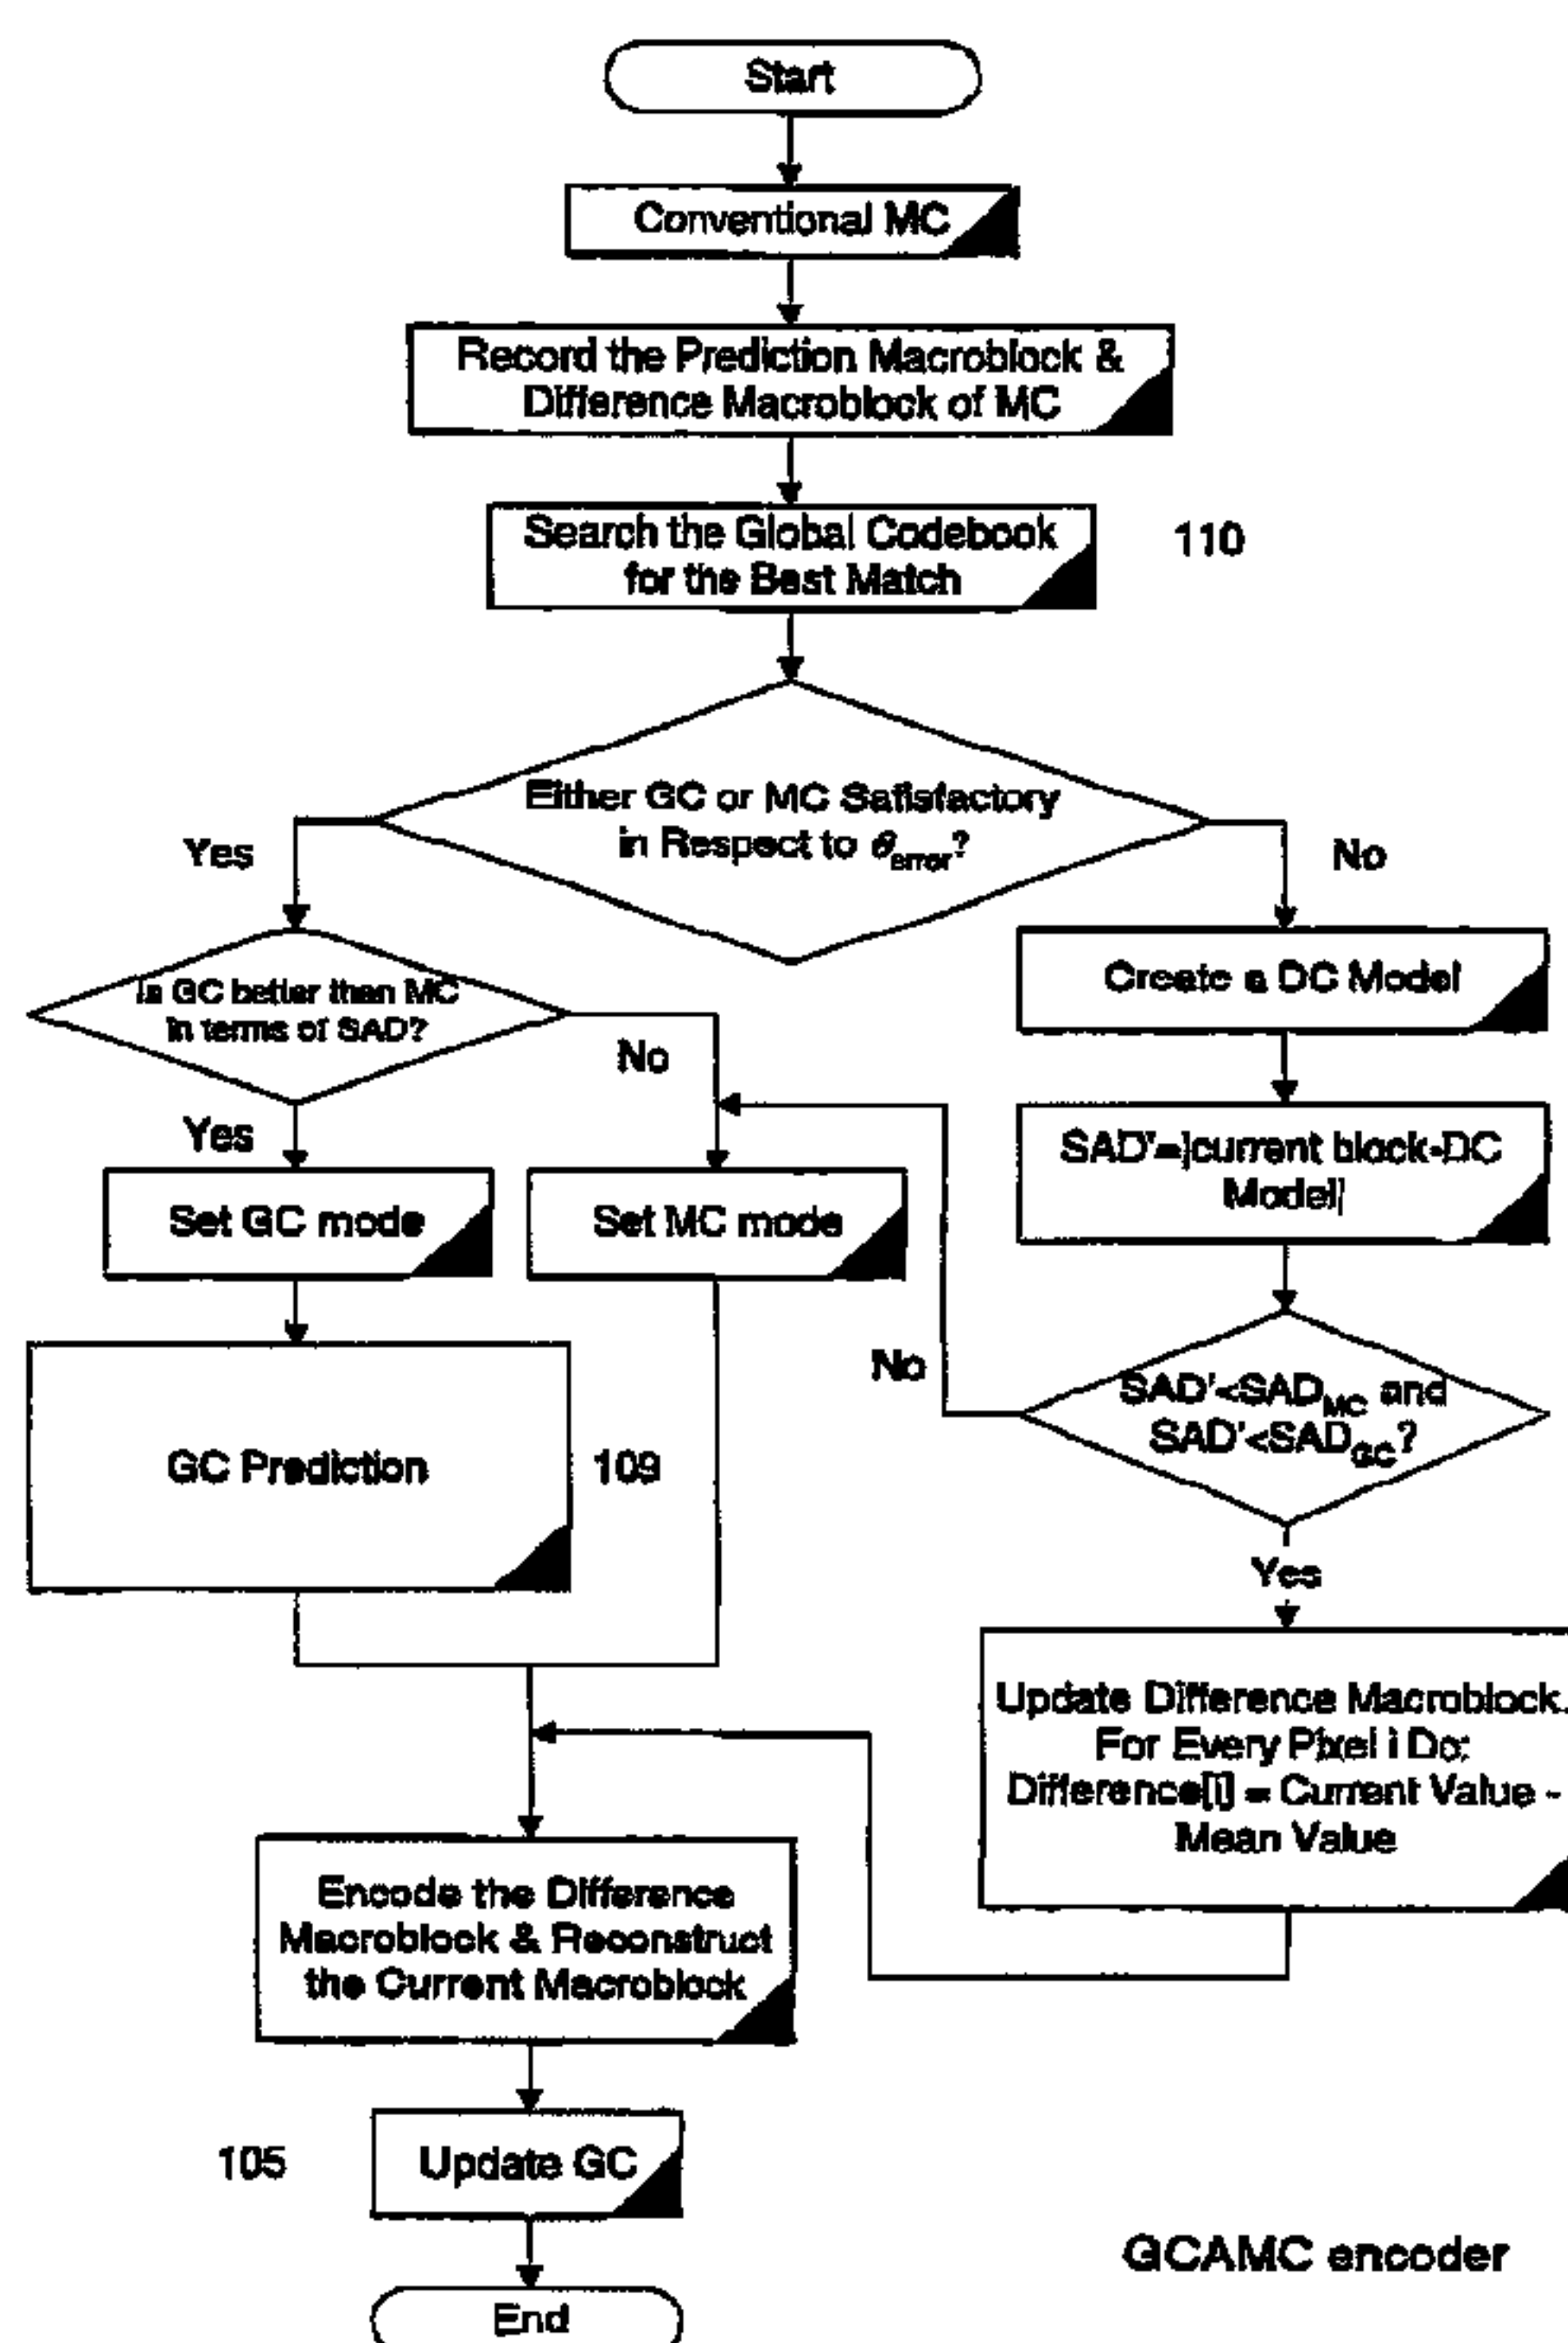 Start
Conventional MC
Record the Prediction Macroblock &
Difference Macroblock of MC
Search the Global Codebook
for the Best Match
110
Either GC or MC Satisfactory
in Respect to θerror?
Yes
No
Is GC better than MC
in terms of SAD?
Create a DC Model
No
Yes
SAD'=|current block-DC
Model|
Set GC mode
Set MC mode
No
SAD'<SADMC and
SAD'<SADGC?
GC Prediction
109
Yes
Update Difference Macroblock.
For Every Pixel i Do:
Difference[i] = Current Value -
Mean Value
Encode the Difference
Macroblock & Reconstruct
the Current Macroblock
105
Update GC
GCAMC encoder
End